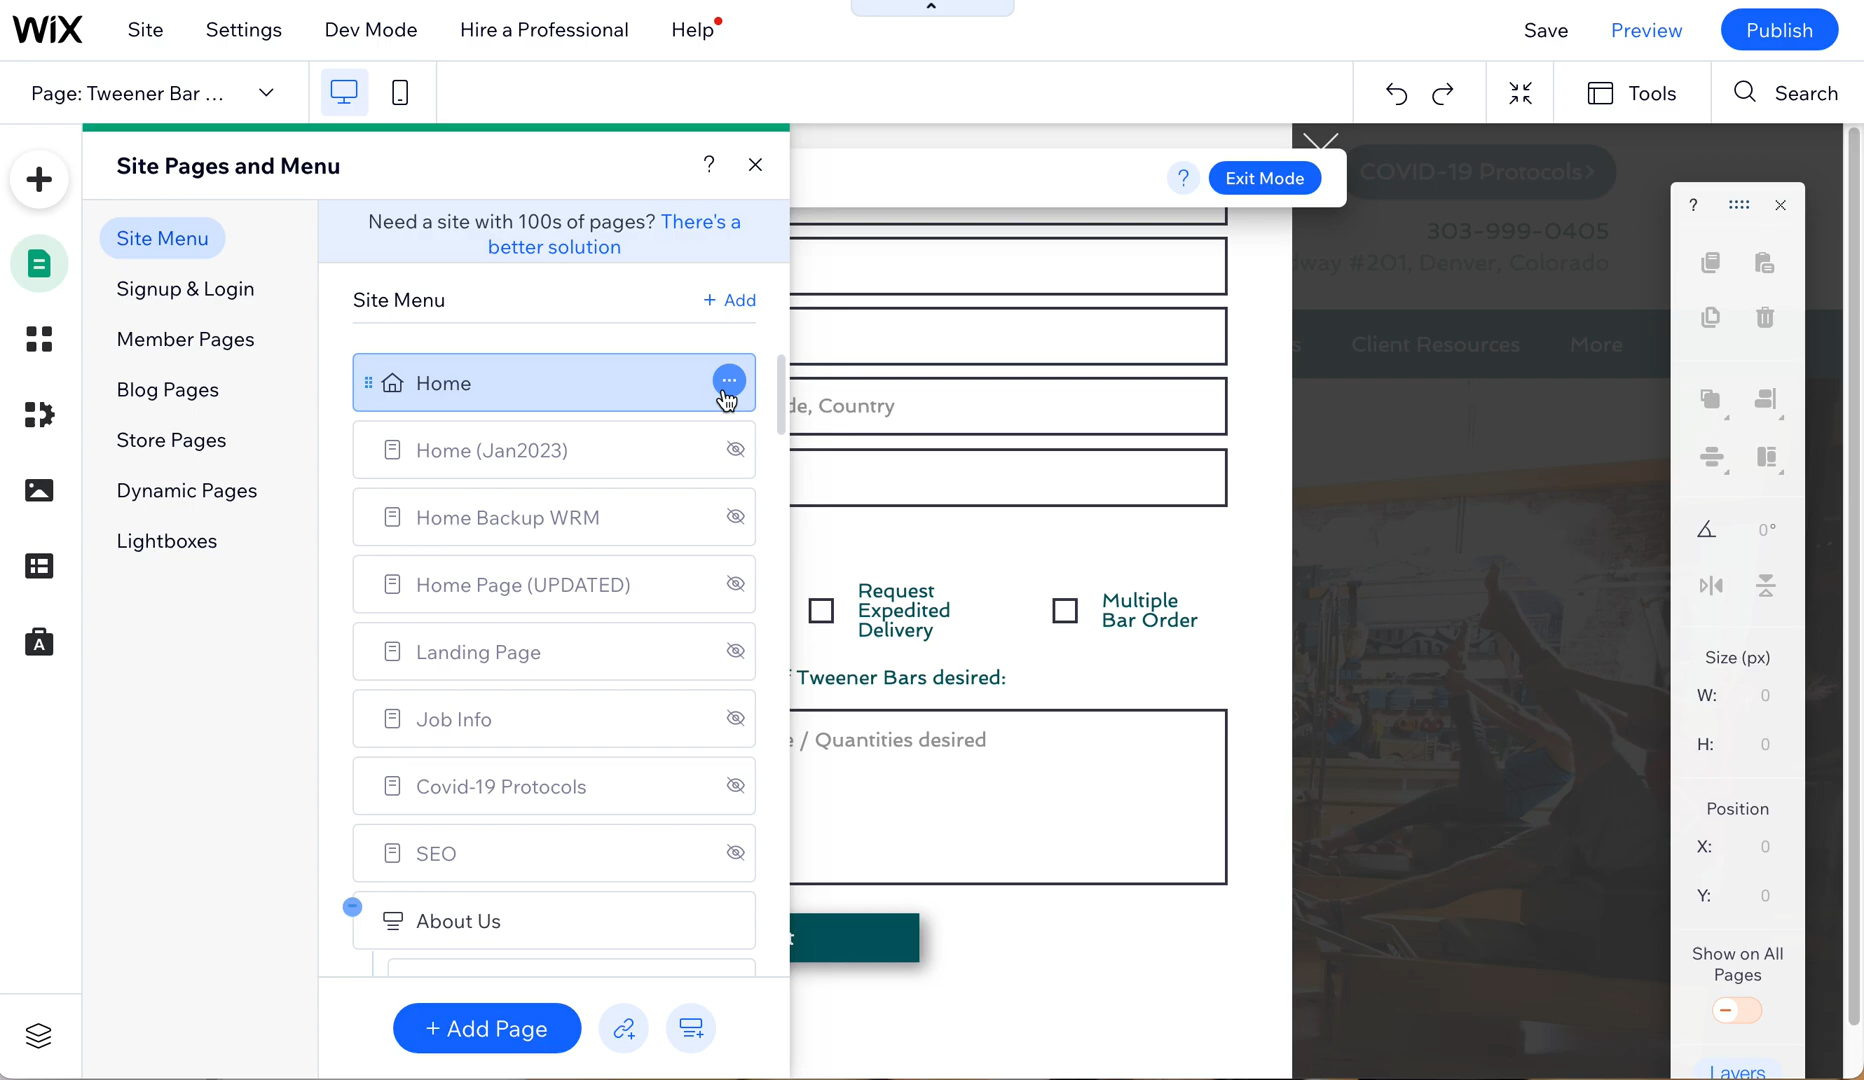 WiX Site Settings Dev Mode Hire a Professional Help Save Preview Publish
Page: Tweener Bar ... Tools Search
Site Pages and Menu ? ×
? Exit Mode
COVID-19 Protocols>
303-999-0405
way #201, Denver, Colorado
s Client Resources More
Site Menu
Signup & Login
Member Pages
Blog Pages
Store Pages
Dynamic Pages
Lightboxes
Need a site with 100s of pages? There's a
better solution
Site Menu + Add
Home
Home (Jan2023)
Home Backup WRM
Home Page (UPDATED)
Landing Page
Job Info
Covid-19 Protocols
SEO
About Us
+ Add Page
de, Country
Request
Expedited
Delivery
Multiple
Bar Order
f Tweener Bars desired:
e / Quantities desired
t
?
0°
Size (px)
W: 0
H: 0
Position
X: 0
Y: 0
Show on All
Pages
Layers